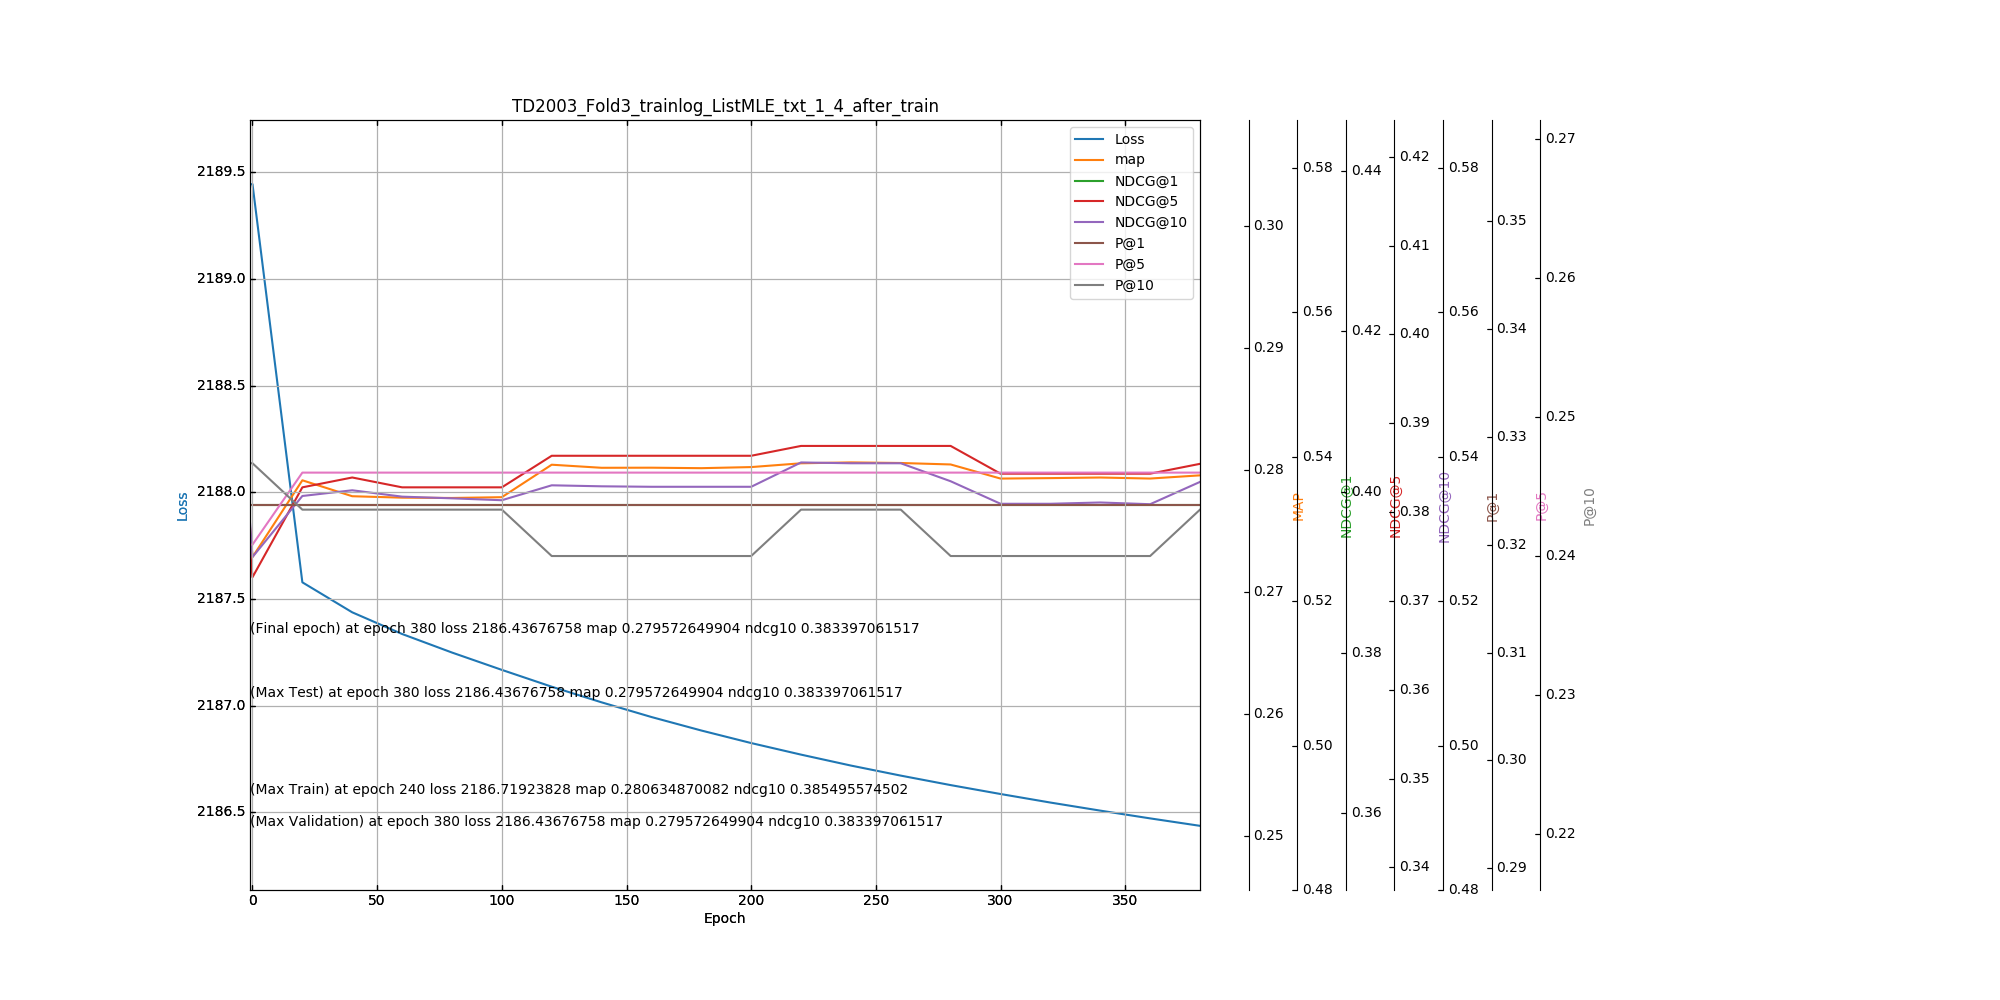 TD2003_Fold3_trainlog_ListMLE_txt_1_4_after_train
Loss
map
NDCG@1
NDCG@5
NDCG@10
P@1
P@5
P@10
2189.5
2189.0
2188.5
2188.0
2187.5
2187.0
2186.5
Loss
(Final epoch) at epoch 380 loss 2186.43676758 map 0.279572649904 ndcg10 0.383397061517
(Max Test) at epoch 380 loss 2186.43676758 map 0.279572649904 ndcg10 0.383397061517
(Max Train) at epoch 240 loss 2186.71923828 map 0.280634870082 ndcg10 0.385495574502
(Max Validation) at epoch 380 loss 2186.43676758 map 0.279572649904 ndcg10 0.383397061517
0 50 100 150 200 250 300 350
Epoch
0.30
0.29
0.28
0.27
0.26
0.25
MAP
0.58
0.56
0.54
0.52
0.50
0.48
NDCG@1
0.44
0.42
0.40
0.38
0.36
NDCG@5
0.42
0.41
0.40
0.39
0.38
0.37
0.36
0.35
0.34
NDCG@10
0.58
0.56
0.54
0.52
0.50
0.48
P@1
0.35
0.34
0.33
0.32
0.31
0.30
0.29
P@5
0.27
0.26
0.25
0.24
0.23
0.22
P@10